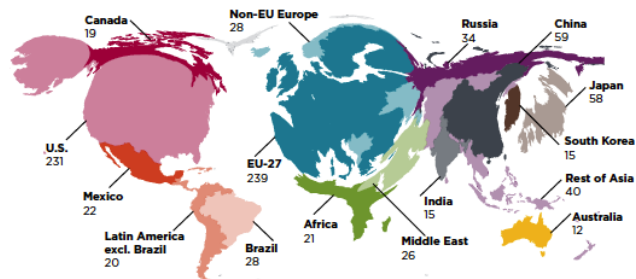 Canada
19
Non-EU Europe
28
Russia
34
China
59
Japan
58
U.S.
231
South Korea
15
EU-27
239
Rest of Asia
40
Mexico
22
India
15
Australia
12
Africa
21
Latin America
excl. Brazil
20
Brazil
28
Middle East
26